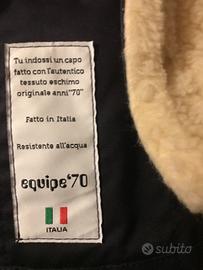 Tu indossi un capo
fatto con l'autentico
tessuto eschimo
originale anni"70"
Fatto in Italia
Resistente all'acqua
equipe'70
ITALIA
subito